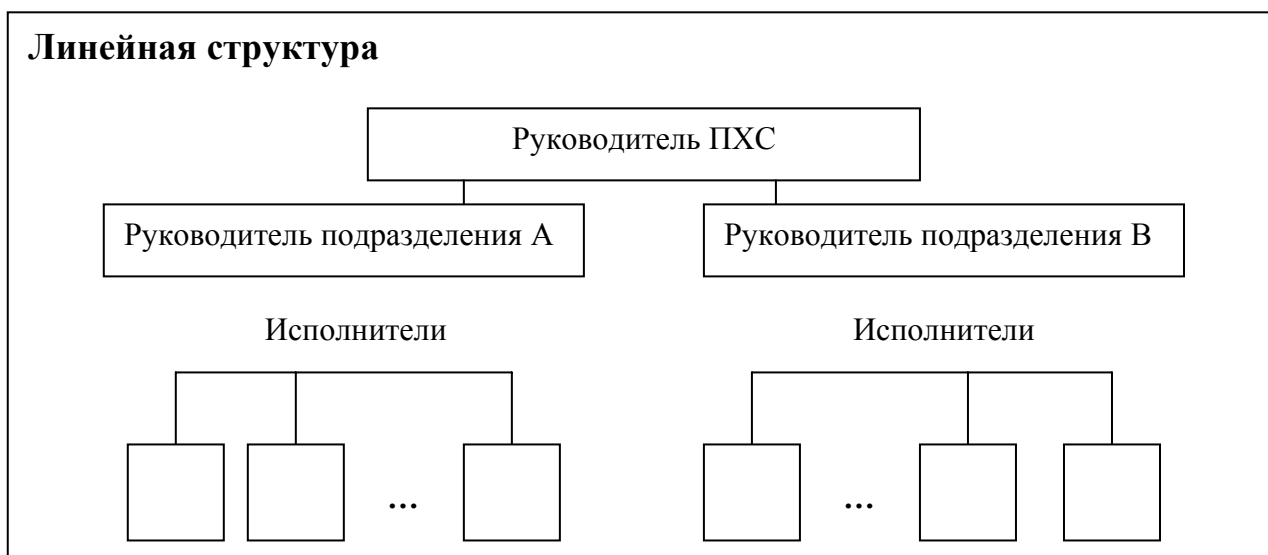 Линейная структура
Руководитель ПХС
Руководитель подразделения А
Руководитель подразделения В
Исполнители
Исполнители
...
...